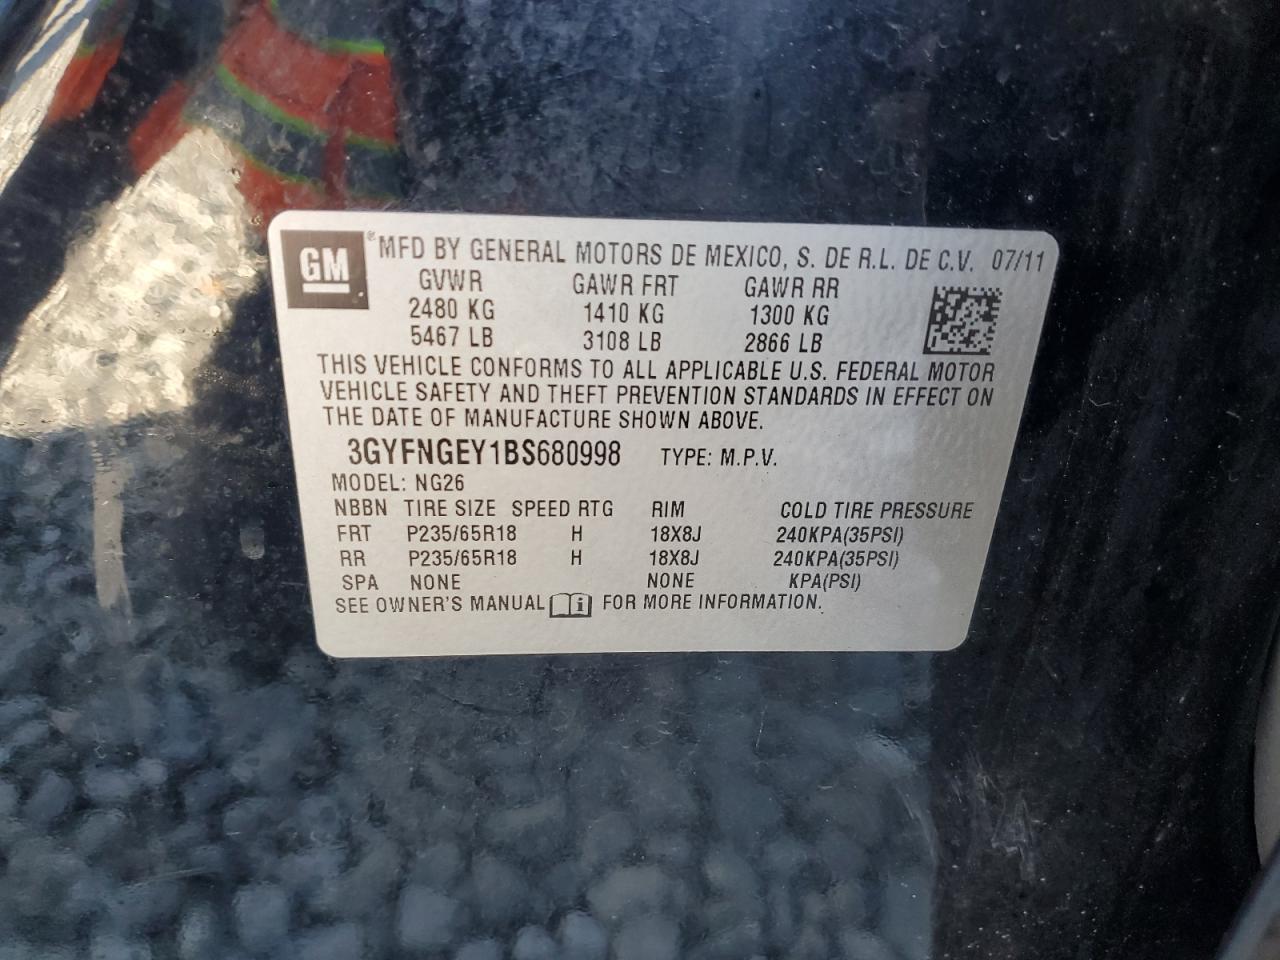 GM ® MFD BY GENERAL MOTORS DE MEXICO, S. DE R.L. DE C.V. 07/11
GVWR GAWR FRT GAWR RR
2480 KG 1410 KG 1300 KG
5467 LB 3108 LB 2866 LB
THIS VEHICLE CONFORMS TO ALL APPLICABLE U.S. FEDERAL MOTOR
VEHICLE SAFETY AND THEFT PREVENTION STANDARDS IN EFFECT ON
THE DATE OF MANUFACTURE SHOWN ABOVE.
3GYFNGEY1BS680998 TYPE: M.P.V.
MODEL: NG26
NBBN TIRE SIZE SPEED RTG RIM COLD TIRE PRESSURE
FRT P235/65R18 H 18X8J 240KPA(35PSI)
RR P235/65R18 H 18X8J 240KPA(35PSI)
SPA NONE NONE KPA(PSI)
SEE OWNER'S MANUAL i FOR MORE INFORMATION.